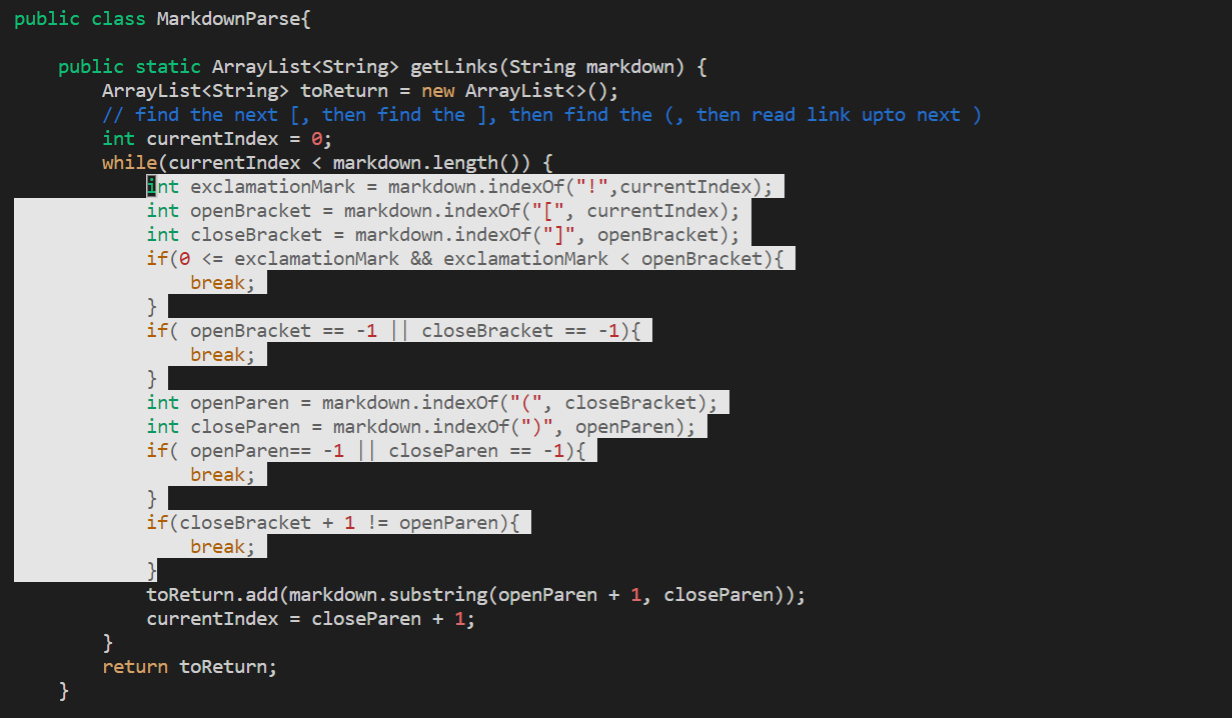 public class MarkdownParse{
public static ArrayList<String> getLinks(String markdown) {
ArrayList<String> toReturn = new ArrayList<>();
// find the next [, then find the ], then find the (, then read link upto next )
int currentIndex = 0;
while(currentIndex < markdown.length()) {
int exclamationMark = markdown.indexOf("!",currentIndex);
int openBracket = markdown.indexOf("[", currentIndex);
int closeBracket = markdown.indexOf("]", openBracket);
if(0 <= exclamationMark && exclamationMark < openBracket){
break;
}
if( openBracket == -1 || closeBracket == -1){
break;
}
int openParen = markdown.indexOf("(", closeBracket);
int closeParen = markdown.indexOf(")", openParen);
if( openParen== -1 || closeParen == -1){
break;
}
if(closeBracket + 1 != openParen){
break;
}
toReturn.add(markdown.substring(openParen + 1, closeParen));
currentIndex = closeParen + 1;
}
return toReturn;
}